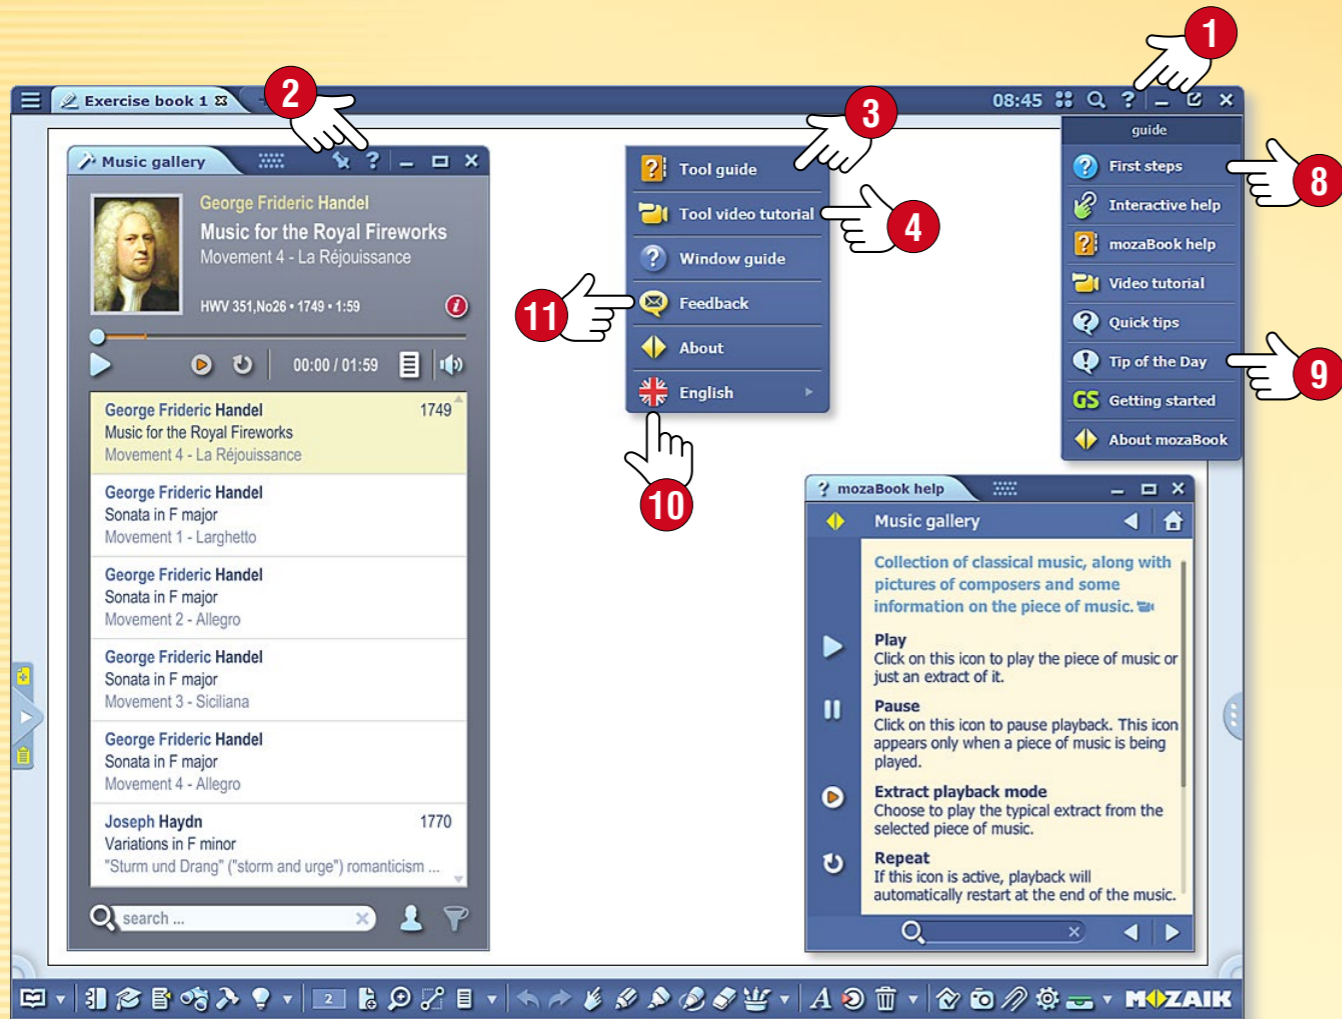 1
2
Exercise book 1
08:45
3
guide
Music gallery
George Frideric Handel
Music for the Royal Fireworks
Movement 4 - La Réjouissance
HWV 351,No26 • 1749 • 1:59
00:00 / 01:59
George Frideric Handel 1749
Music for the Royal Fireworks
Movement 4 - La Réjouissance
George Frideric Handel
Sonata in F major
Movement 1 - Larghetto
George Frideric Handel
Sonata in F major
Movement 2 - Allegro
George Frideric Handel
Sonata in F major
Movement 3 - Siciliana
George Frideric Handel
Sonata in F major
Movement 4 - Allegro
Joseph Haydn 1770
Variations in F minor
"Sturm und Drang" ("storm and urge") romanticism ...
search ...
Tool guide
Tool video tutorial
4
Window guide
11
Feedback
About
English
10
First steps
8
Interactive help
mozaBook help
Video tutorial
Quick tips
Tip of the Day
9
GS Getting started
About mozaBook
? mozaBook help
Music gallery
Collection of classical music, along with
pictures of composers and some
information on the piece of music.
Play
Click on this icon to play the piece of music or
just an extract of it.
Pause
Click on this icon to pause playback. This icon
appears only when a piece of music is being
played.
Extract playback mode
Choose to play the typical extract from the
selected piece of music.
Repeat
If this icon is active, playback will
automatically restart at the end of the music.
2
A
MOZAIK